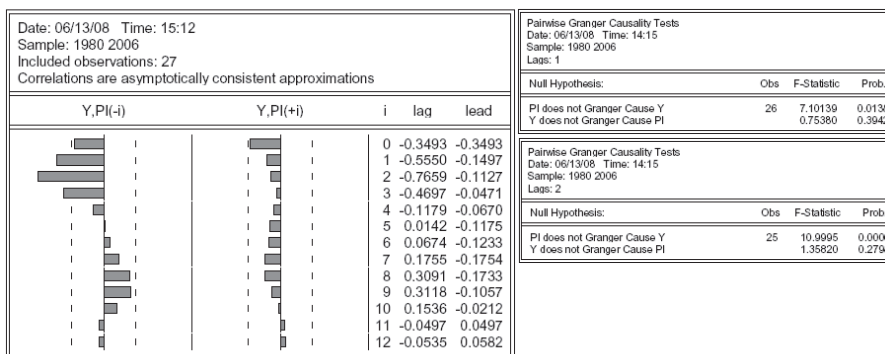 Date: 06/13/08 Time: 15:12
Sample: 1980 2006
Included observations: 27
Correlations are asymptotically consistent approximations
Y,PI(-i) Y,PI(+i) i lag lead
0 -0.3493 -0.3493
1 -0.5550 -0.1497
2 -0.7659 -0.1127
3 -0.4697 -0.0471
4 -0.1179 -0.0670
5 0.0142 -0.1175
6 0.0674 -0.1233
7 0.1755 -0.1754
8 0.3091 -0.1733
9 0.3118 -0.1057
10 0.1536 -0.0212
11 -0.0497 0.0497
12 -0.0535 0.0582
Pairwise Granger Causality Tests
Date: 06/13/08 Time: 14:15
Sample: 1980 2006
Lags: 1
Null Hypothesis: Obs F-Statistic Prob.
PI does not Granger Cause Y 26 7.10139
Y does not Granger Cause PI 0.75380 0.3942
Pairwise Granger Causality Tests
Date: 06/13/08 Time: 14:15
Sample: 1980 2006
Lags: 2
Null Hypothesis: Obs F-Statistic Prob.
PI does not Granger Cause Y 25 10.9995
Y does not Granger Cause PI 1.35820